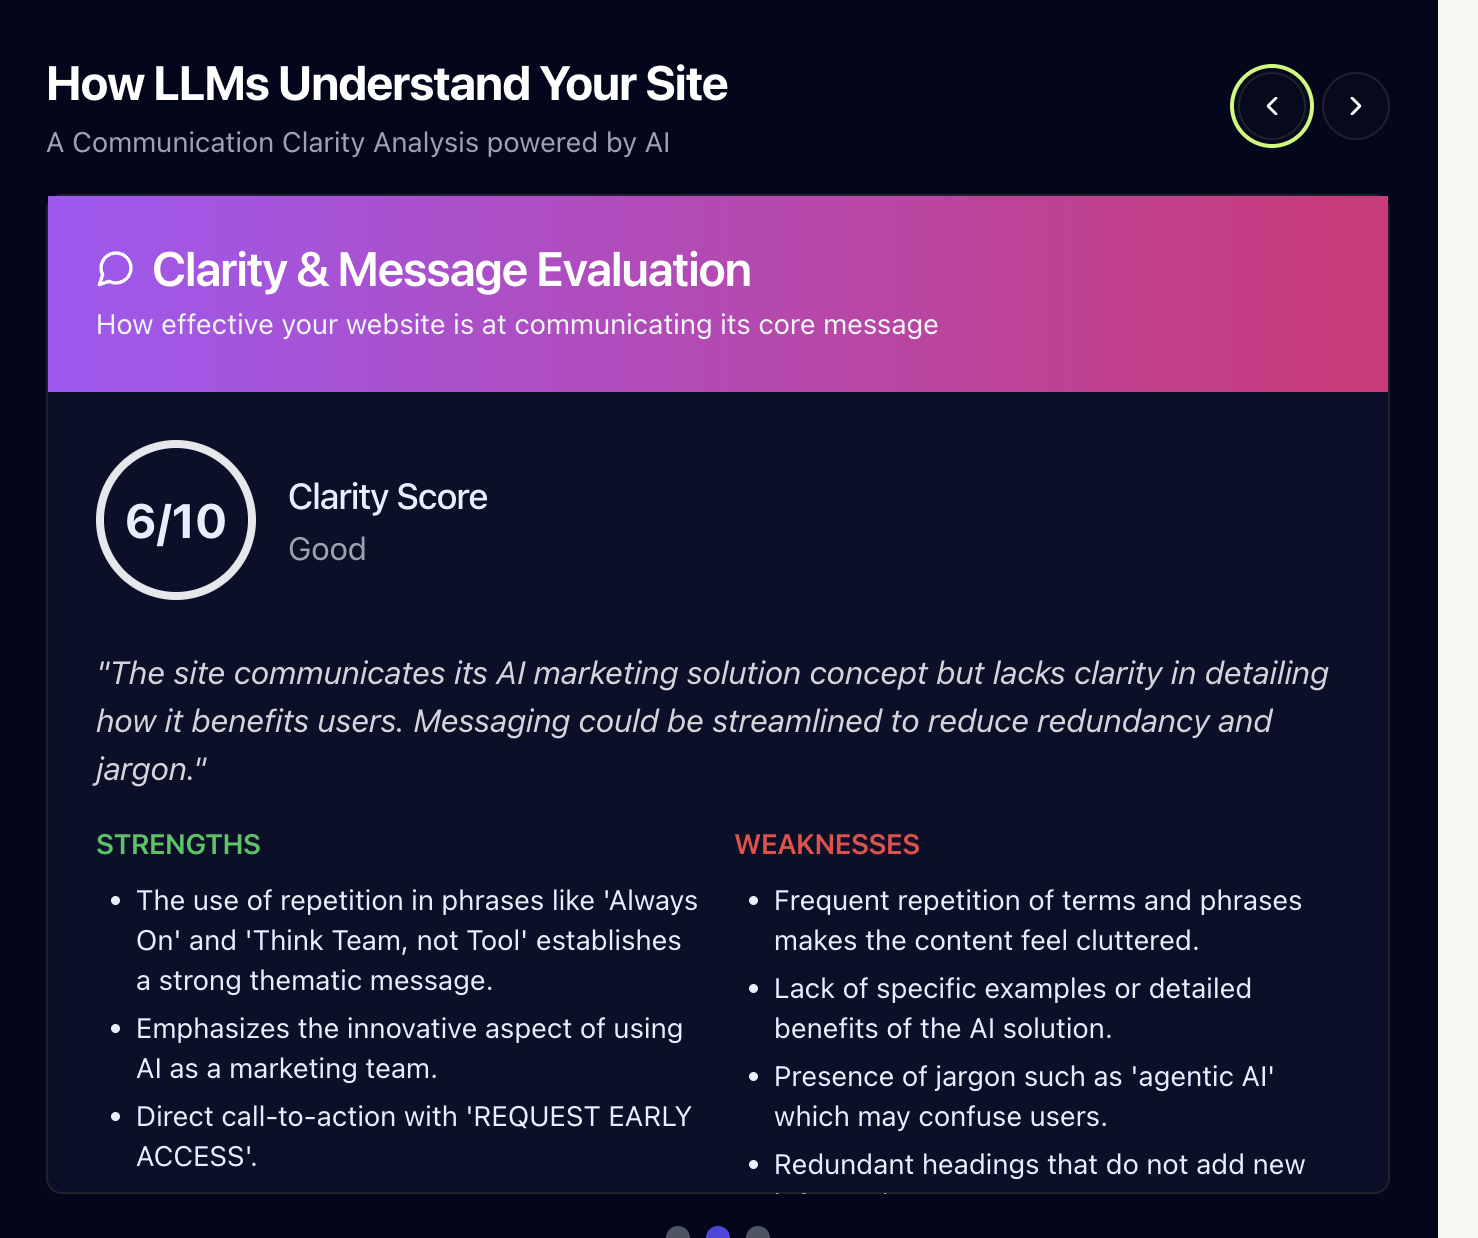 How LLMs Understand Your Site
A Communication Clarity Analysis powered by AI
Clarity & Message Evaluation
How effective your website is at communicating its core message
6/10
Clarity Score
Good
"The site communicates its AI marketing solution concept but lacks clarity in detailing
how it benefits users. Messaging could be streamlined to reduce redundancy and
jargon."
STRENGTHS
The use of repetition in phrases like 'Always
On' and 'Think Team, not Tool' establishes
a strong thematic message.
Emphasizes the innovative aspect of using
AI as a marketing team.
Direct call-to-action with 'REQUEST EARLY
ACCESS'.
WEAKNESSES
Frequent repetition of terms and phrases
makes the content feel cluttered.
Lack of specific examples or detailed
benefits of the AI solution.
Presence of jargon such as 'agentic AI'
which may confuse users.
Redundant headings that do not add new